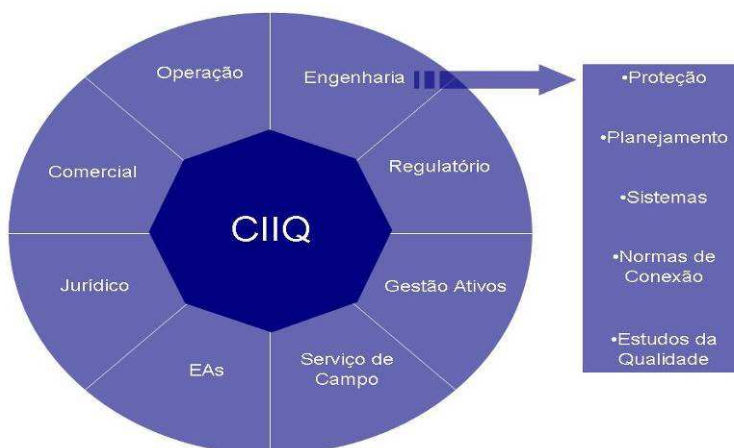 Operação
Engenharia
Comercial
Regulatório
CIIQ
Jurídico
Gestão Ativos
EAs
Serviço de
Campo
•Proteção
•Planejamento
•Sistemas
•Normas de
Conexão
•Estudos da
Qualidade